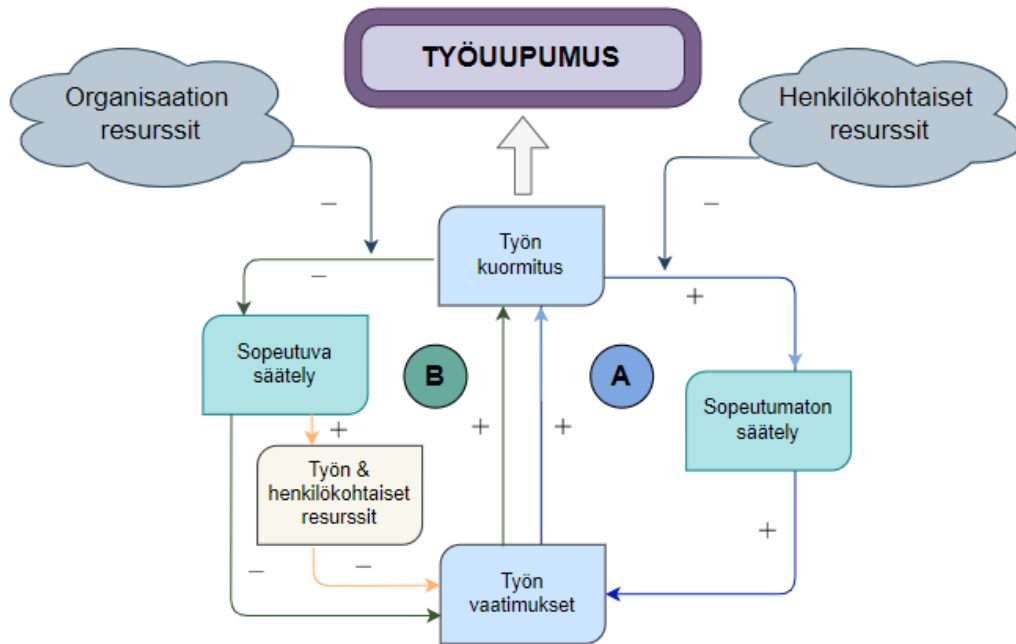 TYÖUUPUMUS
Organisaation
resurssit
Henkilökohtaiset
resurssit
–
–
Työn
kuormitus
–
+
Sopeutuva
säätely
B
A
Sopeutumaton
säätely
+
+
+
Työn &
henkilökohtaiset
resurssit
+
–
–
Työn
vaatimukset